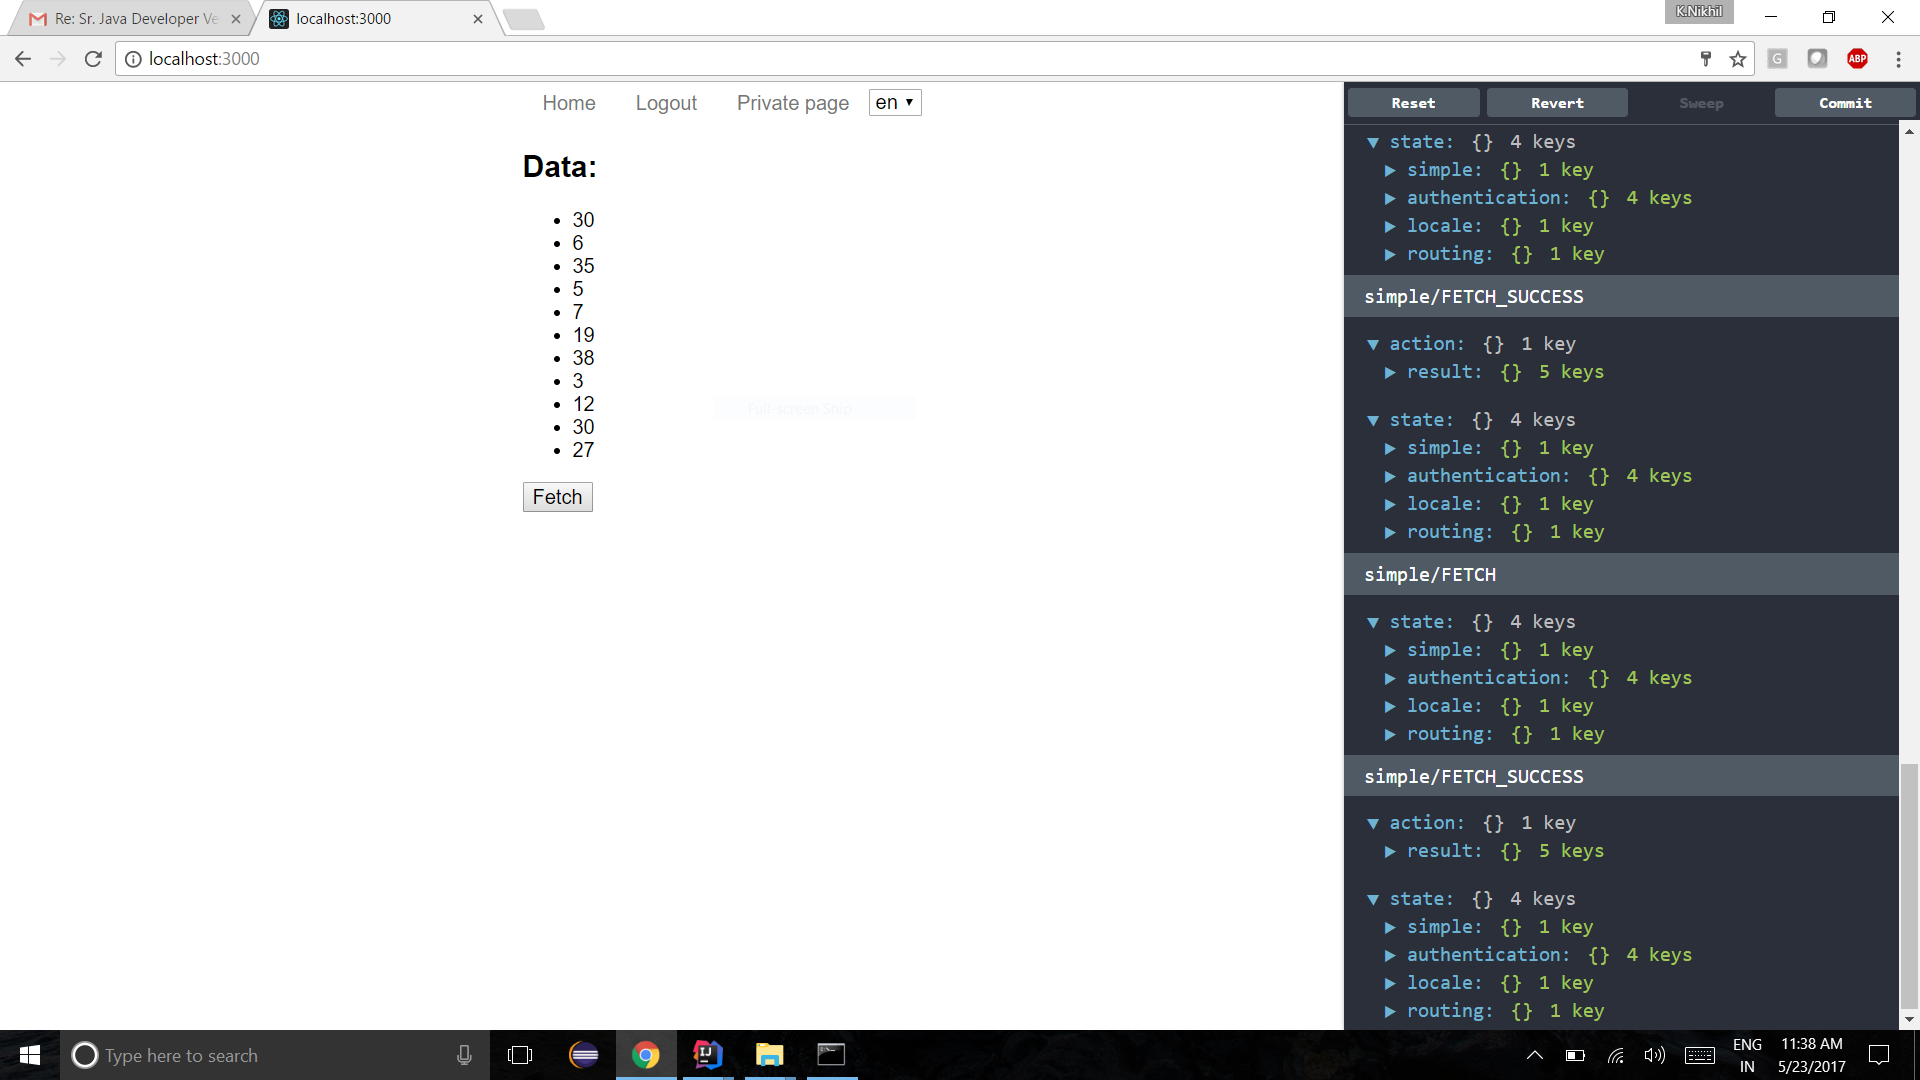 Re: Sr. Java Developer Ve
localhost:3000
K.Nikhil
localhost:3000
G
ABP
Home Logout Private page en
Data:
30
6
35
5
7
19
38
3
12
30
27
Fetch
Full-screen Snip
Reset Revert Sweep Commit
state: {} 4 keys
simple: {} 1 key
authentication: {} 4 keys
locale: {} 1 key
routing: {} 1 key
simple/FETCH_SUCCESS
action: {} 1 key
result: {} 5 keys
state: {} 4 keys
simple: {} 1 key
authentication: {} 4 keys
locale: {} 1 key
routing: {} 1 key
simple/FETCH
state: {} 4 keys
simple: {} 1 key
authentication: {} 4 keys
locale: {} 1 key
routing: {} 1 key
simple/FETCH_SUCCESS
action: {} 1 key
result: {} 5 keys
state: {} 4 keys
simple: {} 1 key
authentication: {} 4 keys
locale: {} 1 key
routing: {} 1 key
Type here to search
IJ
ENG
IN
11:38 AM
5/23/2017